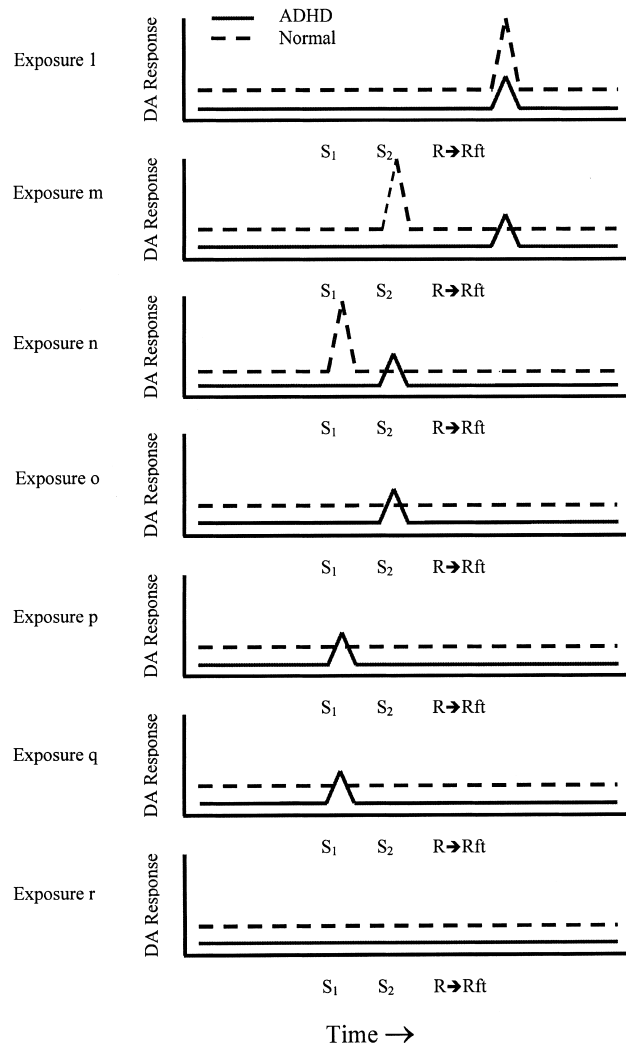 ADHD
Normal
Exposure 1
DA Response
S₁ S₂ R➔Rft
Exposure m
DA Response
S₁ S₂ R➔Rft
Exposure n
DA Response
S₁ S₂ R➔Rft
Exposure o
DA Response
S₁ S₂ R➔Rft
Exposure p
DA Response
S₁ S₂ R➔Rft
Exposure q
DA Response
S₁ S₂ R➔Rft
Exposure r
DA Response
S₁ S₂ R➔Rft
Time →